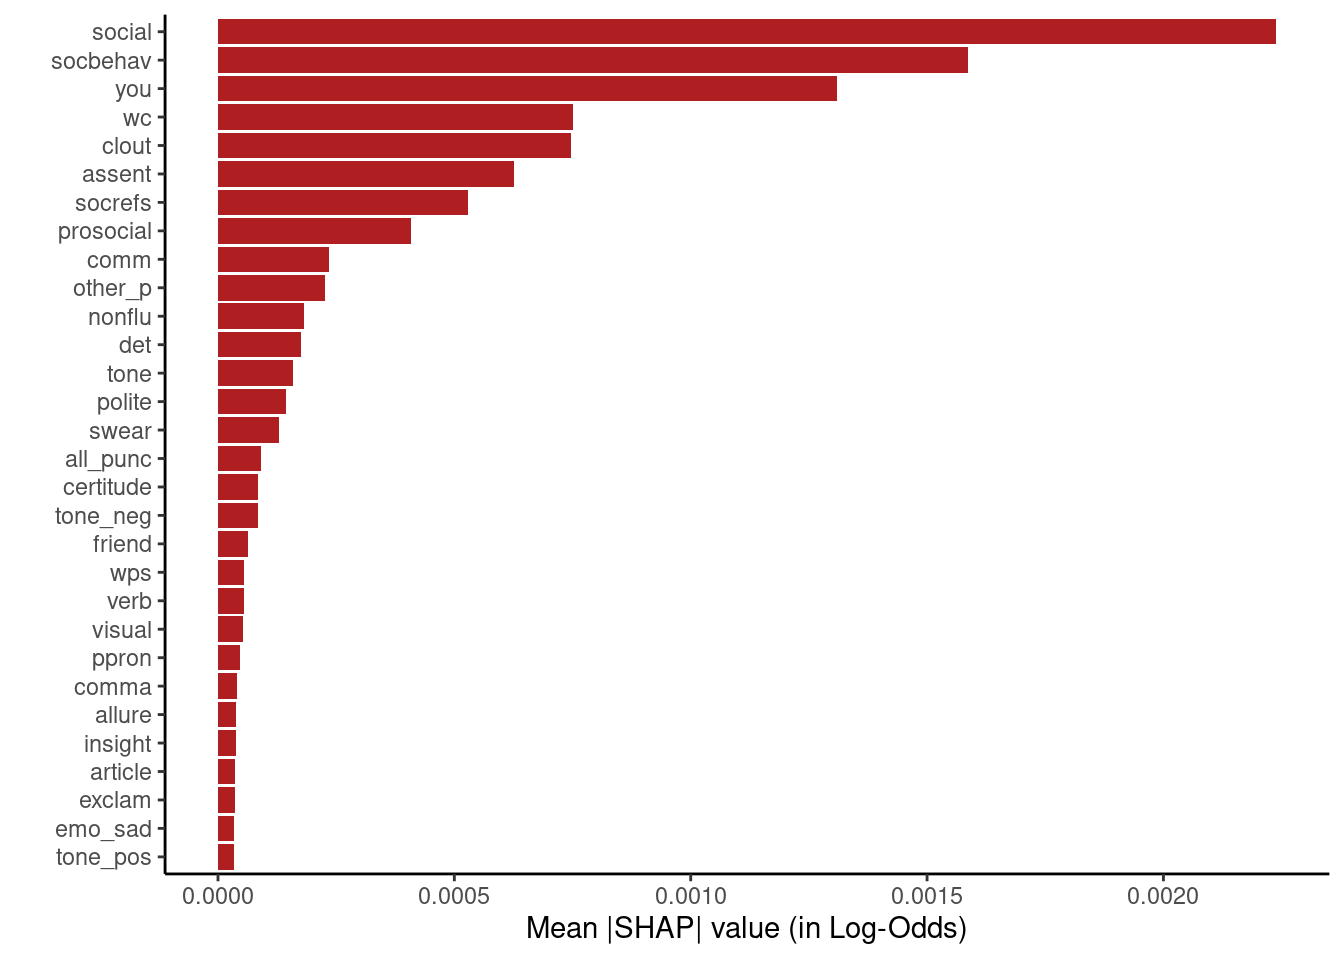 social
socbehav
you
wc
clout
assent
socrefs
prosocial
comm
other_p
nonflu
det
tone
polite
swear
all_punc
certitude
tone_neg
friend
wps
verb
visual
ppron
comma
allure
insight
article
exclam
emo_sad
tone_pos
0.0000 0.0005 0.0010 0.0015 0.0020
Mean |SHAP| value (in Log-Odds)